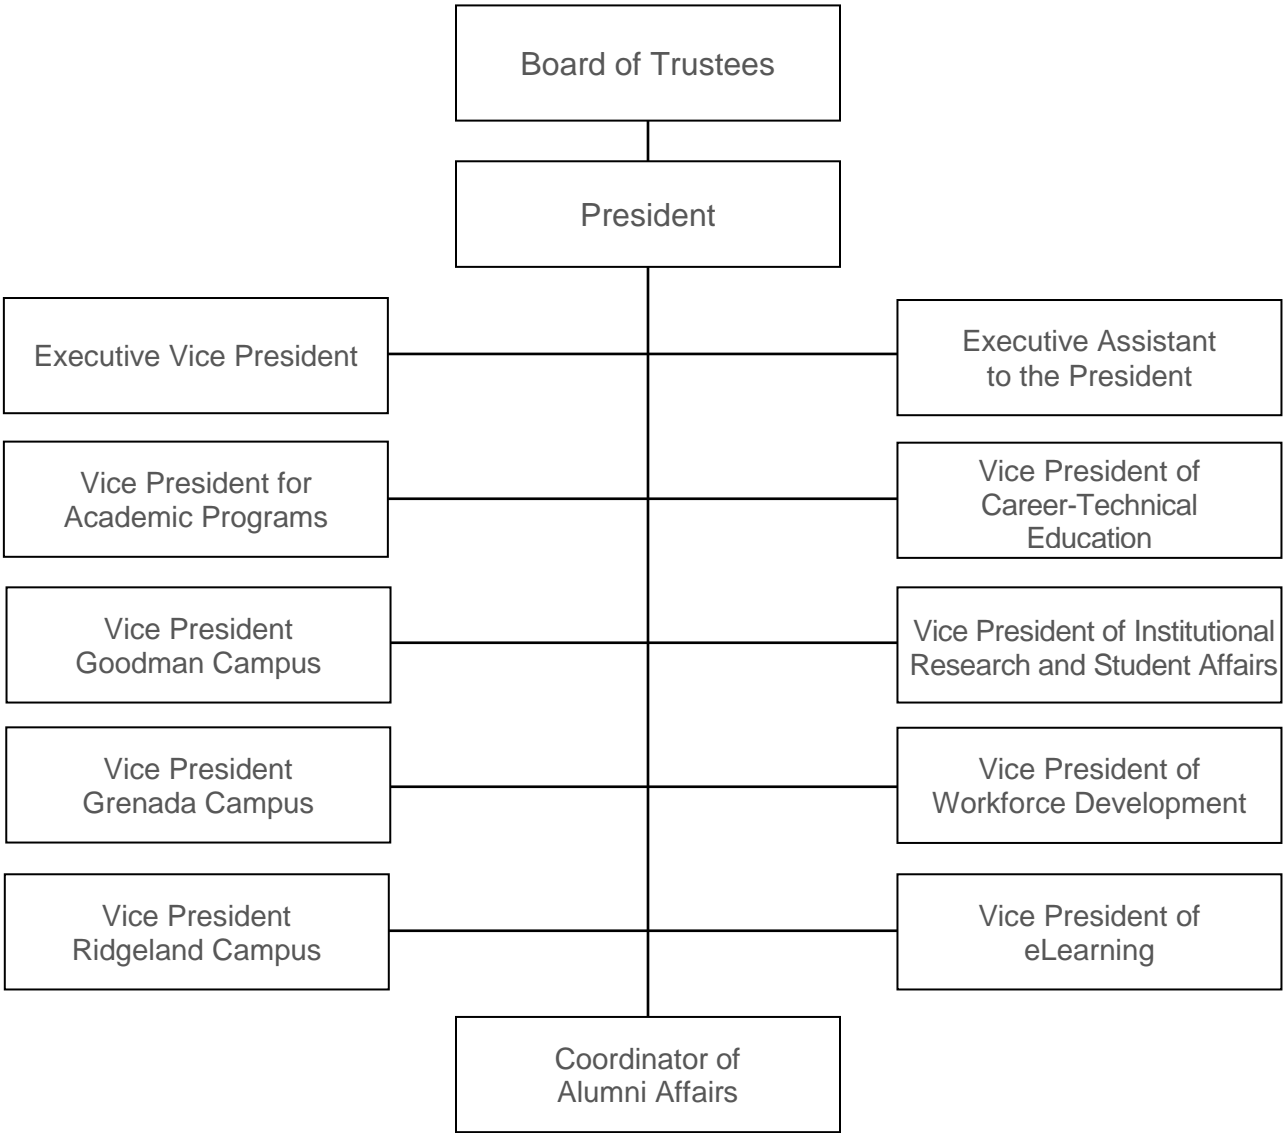 Board of Trustees
President
Executive Vice President
Executive Assistant
to the President
Vice President for
Academic Programs
Vice President of
Career-Technical
Education
Vice President
Goodman Campus
Vice President of Institutional
Research and Student Affairs
Vice President
Grenada Campus
Vice President of
Workforce Development
Vice President
Ridgeland Campus
Vice President of
eLearning
Coordinator of
Alumni Affairs